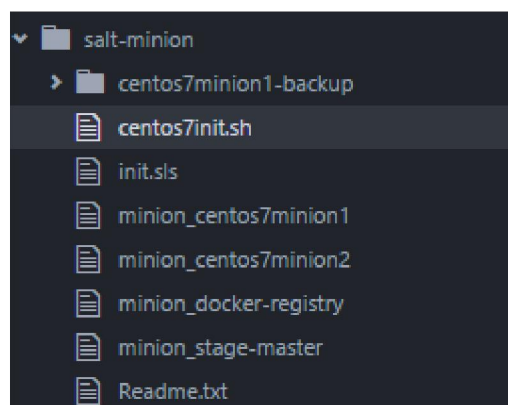 salt-minion
centos7minion1-backup
centos7init.sh
init.sls
minion_centos7minion1
minion_centos7minion2
minion_docker-registry
minion_stage-master
Readme.txt